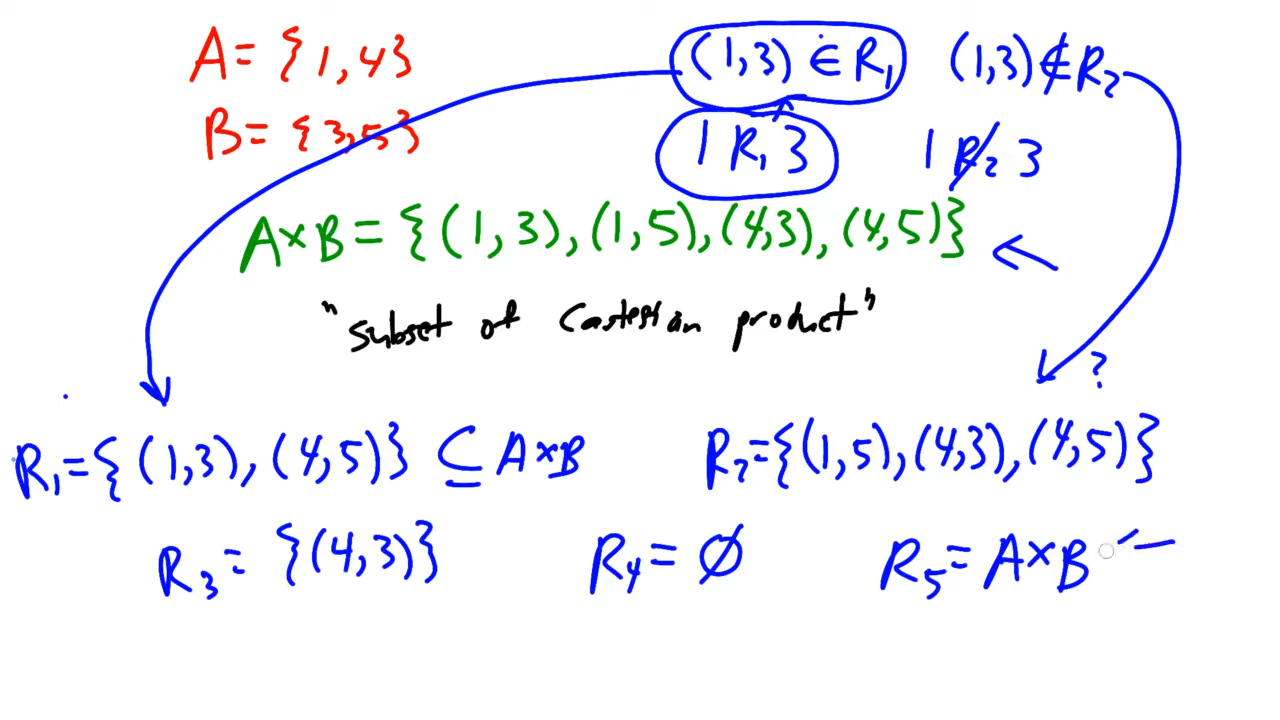 A = {1, 4} (1, 3) ∈ R₁ (1, 3) ∉ R₂
B = {3, 5} 1 R₁ 3 1 R̸₂ 3
A × B = {(1, 3), (1, 5), (4, 3), (4, 5)}
"subset of Cartesian product"
?
R₁ = {(1, 3), (4, 5)} ⊆ A × B R₂ = {(1, 5), (4, 3), (4, 5)}
R₃ = {(4, 3)} R₄ = ∅ R₅ = A × B